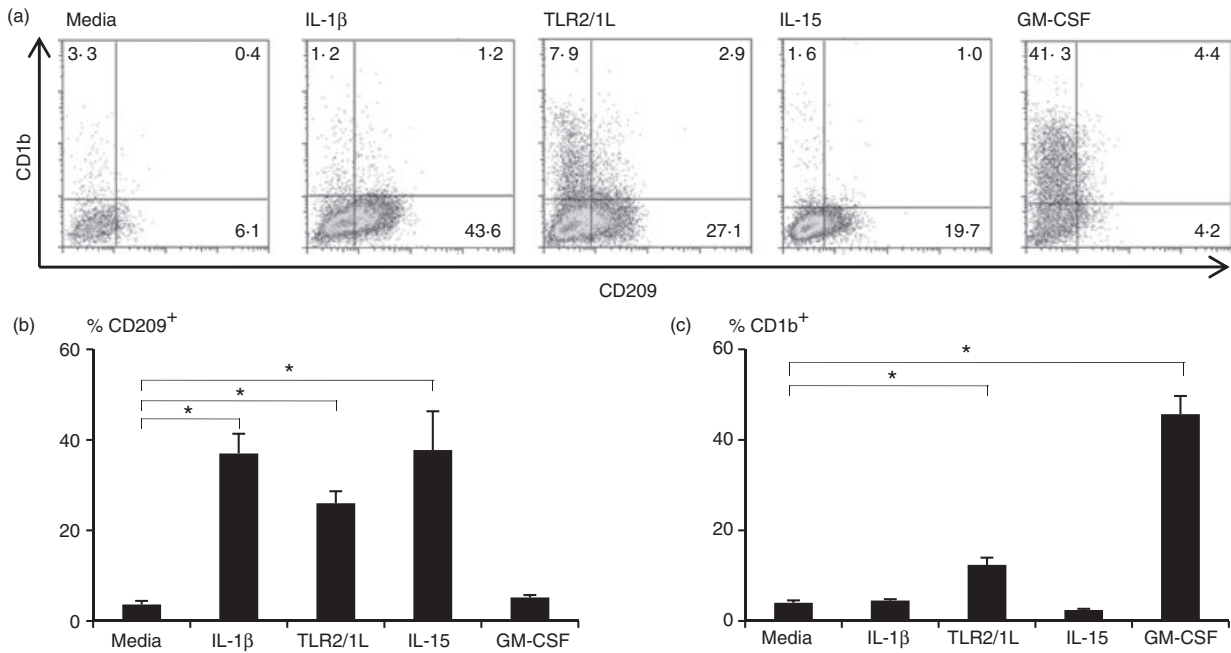 (a) Media IL-1β TLR2/1L IL-15 GM-CSF
3·3 0·4 1·2 1·2 7·9 2·9 1·6 1·0 41·3 4·4
CD1b
6·1 43·6 27·1 19·7 4·2
CD209
(b) % CD209+
60
*
*
*
40
20
0
Media IL-1β TLR2/1L IL-15 GM-CSF
(c) % CD1b+
60
*
*
40
20
0
Media IL-1β TLR2/1L IL-15 GM-CSF